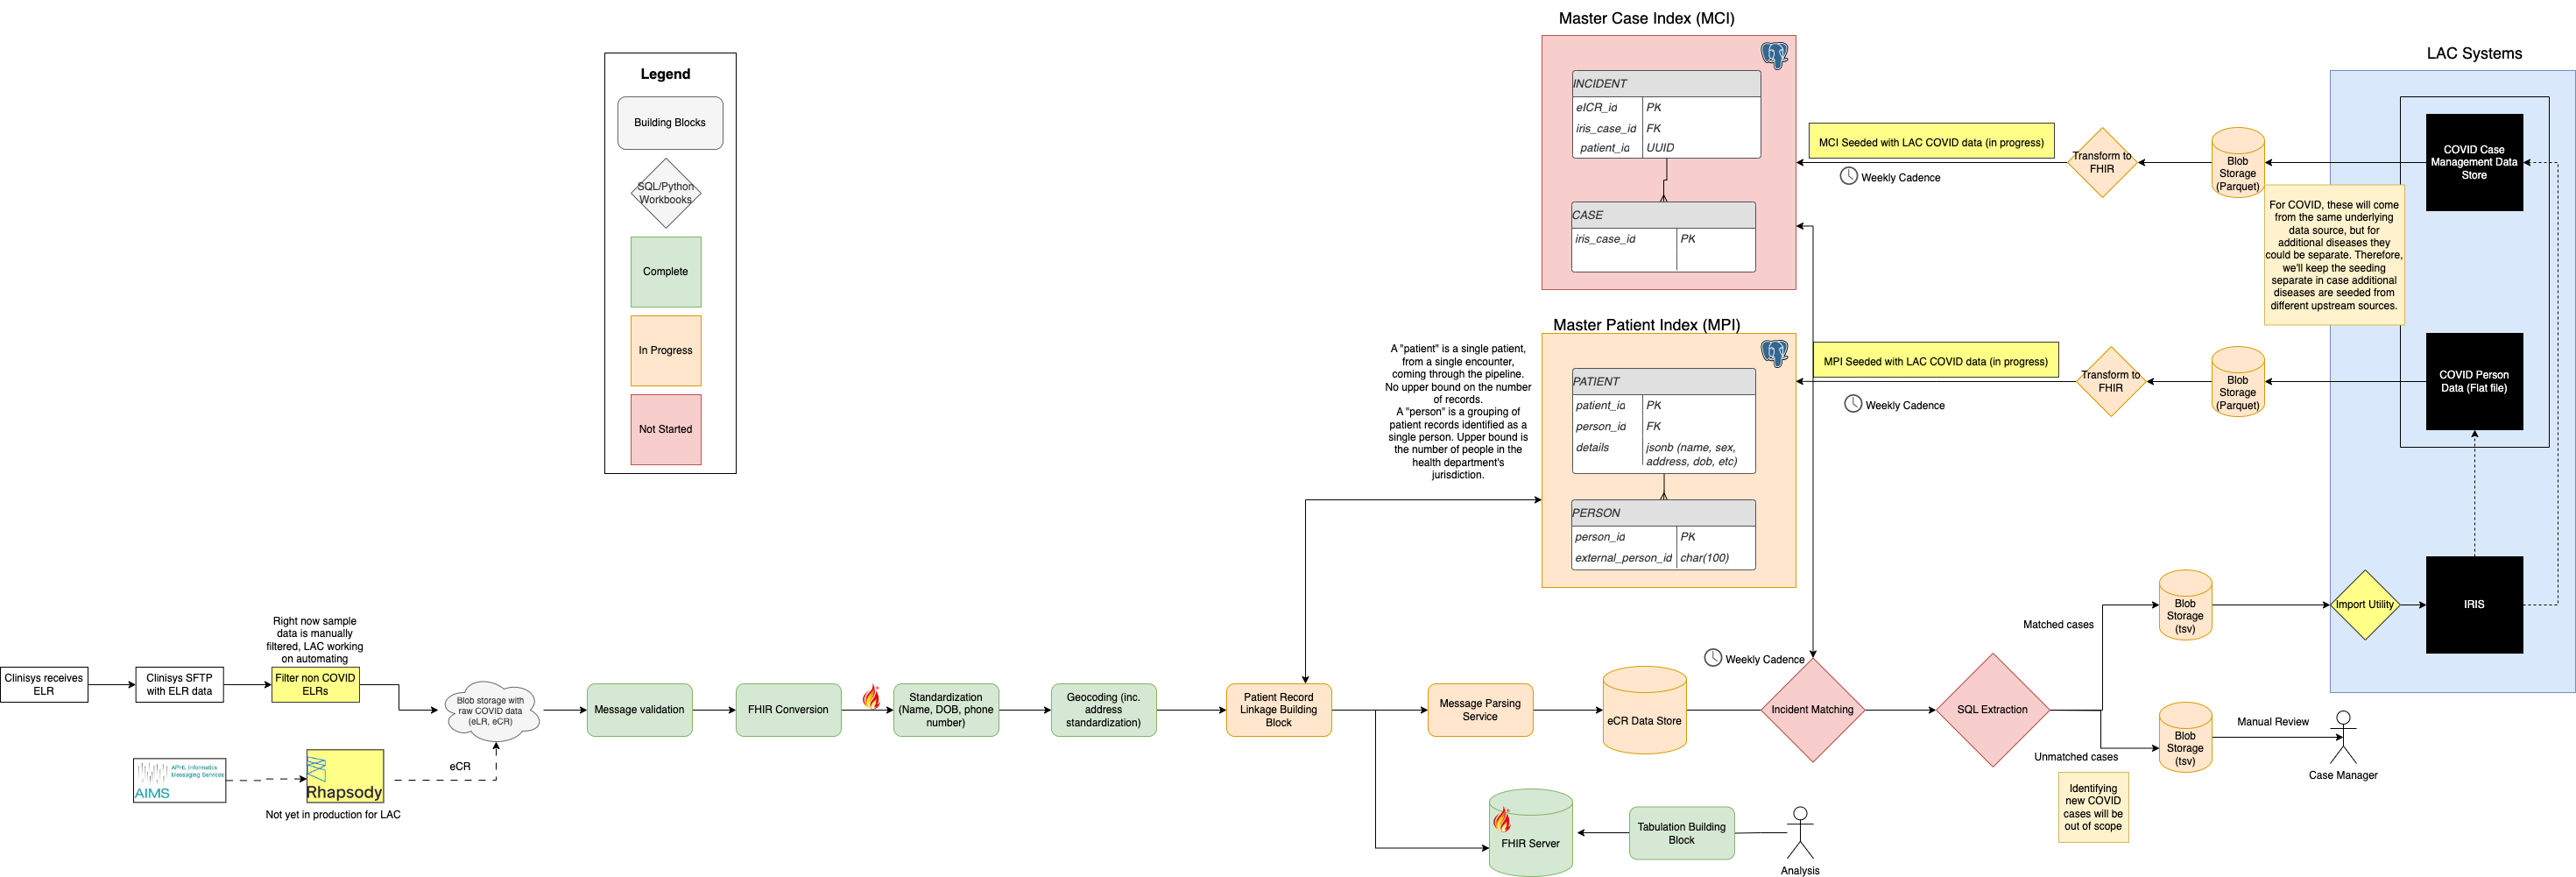 Master Case Index (MCI)
Legend
Building Blocks
SQL/Python
Workbooks
Complete
In Progress
Not Started
INCIDENT
eICR_id PK
iris_case_id FK
patient_id UUID
CASE
iris_case_id PK
MCI Seeded with LAC COVID data (in progress)
Weekly Cadence
Transform to
FHIR
Blob
Storage
(Parquet)
LAC Systems
COVID Case
Management Data
Store
For COVID, these will come
from the same underlying
data source, but for
additional diseases they
could be separate. Therefore,
we'll keep the seeding
separate in case additional
diseases are seeded from
different upstream sources.
Master Patient Index (MPI)
A "patient" is a single patient,
from a single encounter,
coming through the pipeline.
No upper bound on the number
of records.
A "person" is a grouping of
patient records identified as a
single person. Upper bound is
the number of people in the
health department's
jurisdiction.
PATIENT
patient_id PK
person_id FK
details jsonb (name, sex,
address, dob, etc)
PERSON
person_id PK
external_person_id char(100)
MPI Seeded with LAC COVID data (in progress)
Weekly Cadence
Transform to
FHIR
Blob
Storage
(Parquet)
COVID Person
Data (Flat file)
Right now sample
data is manually
filtered, LAC working
on automating
Clinisys receives
ELR
Clinisys SFTP
with ELR data
Filter non COVID
ELRs
Blob storage with
raw COVID data
(eLR, eCR)
APHL Informatics
Messaging Services
AIMS
Rhapsody
Not yet in production for LAC
eCR
Message validation
FHIR Conversion
Standardization
(Name, DOB, phone
number)
Geocoding (inc.
address
standardization)
Patient Record
Linkage Building
Block
Message Parsing
Service
eCR Data Store
Weekly Cadence
Incident Matching
SQL Extraction
Matched cases
Blob
Storage
(tsv)
Import Utility
IRIS
Unmatched cases
Blob
Storage
(tsv)
Manual Review
Case Manager
Identifying
new COVID
cases will be
out of scope
FHIR Server
Tabulation Building
Block
Analysis